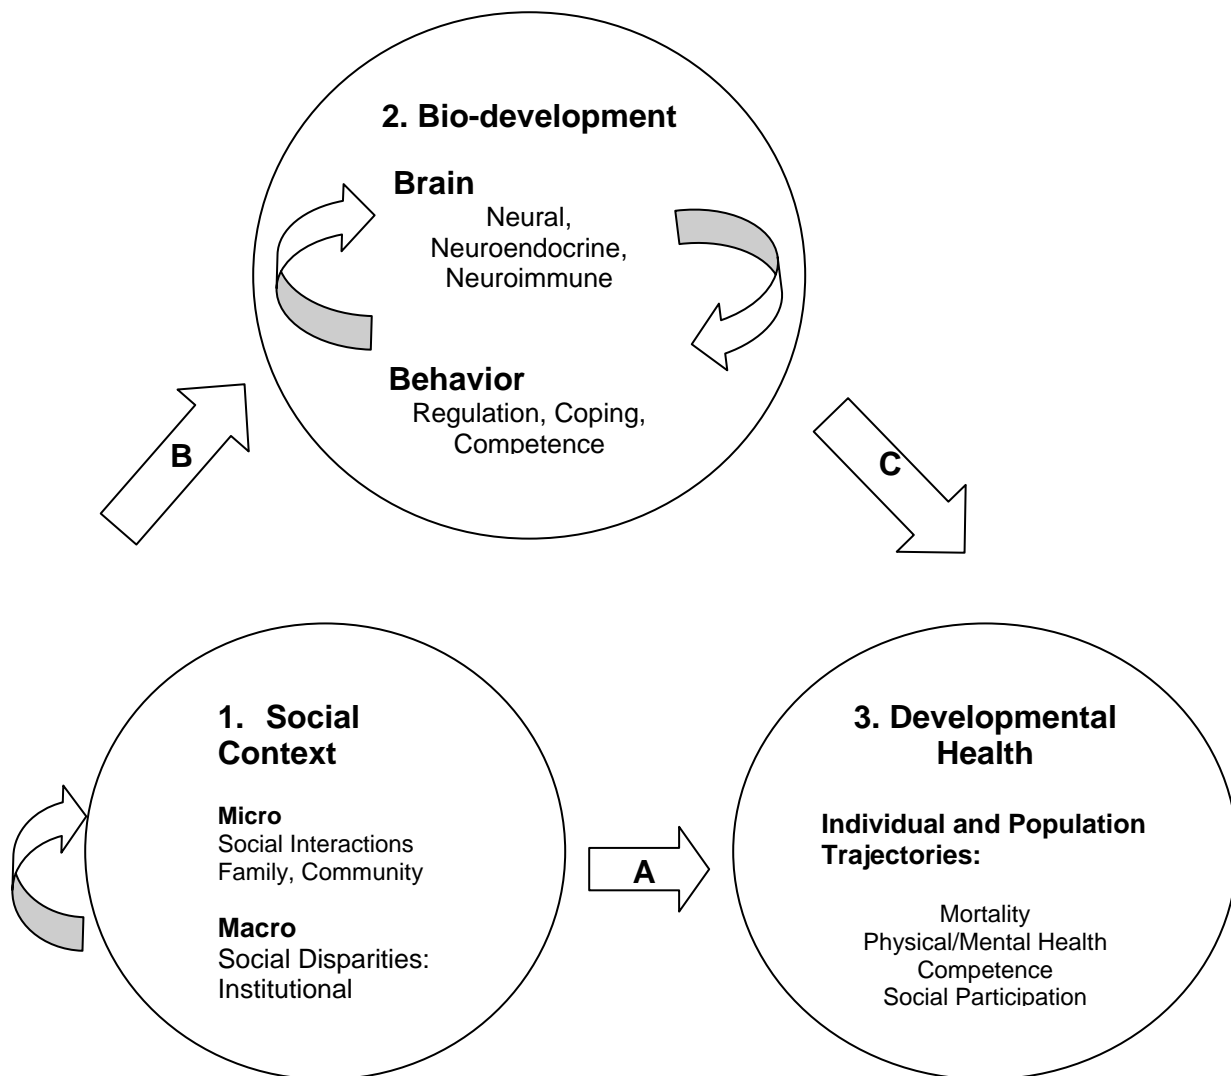 2. Bio-development
Brain
Neural,
Neuroendocrine,
Neuroimmune
Behavior
Regulation, Coping,
Competence
B
C
1. Social
Context
Micro
Social Interactions
Family, Community
Macro
Social Disparities:
Institutional
A
3. Developmental
Health
Individual and Population
Trajectories:
Mortality
Physical/Mental Health
Competence
Social Participation